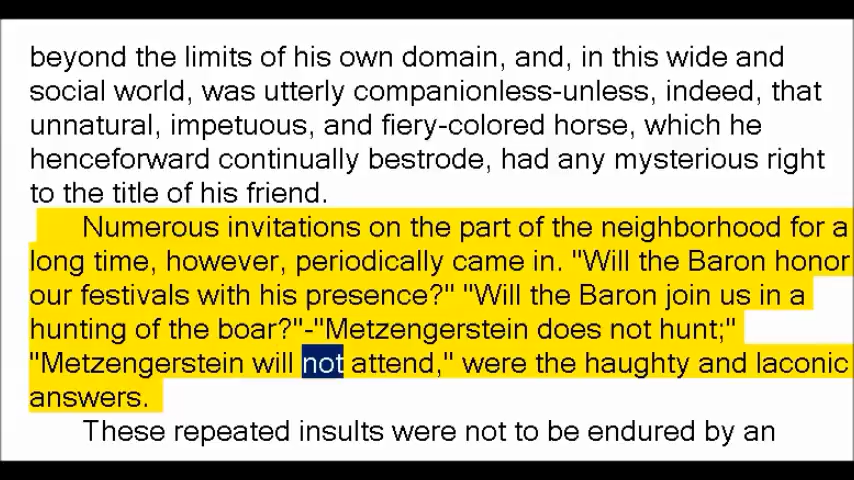 beyond the limits of his own domain, and, in this wide and
social world, was utterly companionless-unless, indeed, that
unnatural, impetuous, and fiery-colored horse, which he
henceforward continually bestrode, had any mysterious right
to the title of his friend.
Numerous invitations on the part of the neighborhood for a
long time, however, periodically came in. "Will the Baron honor
our festivals with his presence?" "Will the Baron join us in a
hunting of the boar?"-"Metzengerstein does not hunt;"
"Metzengerstein will not attend," were the haughty and laconic
answers.
These repeated insults were not to be endured by an